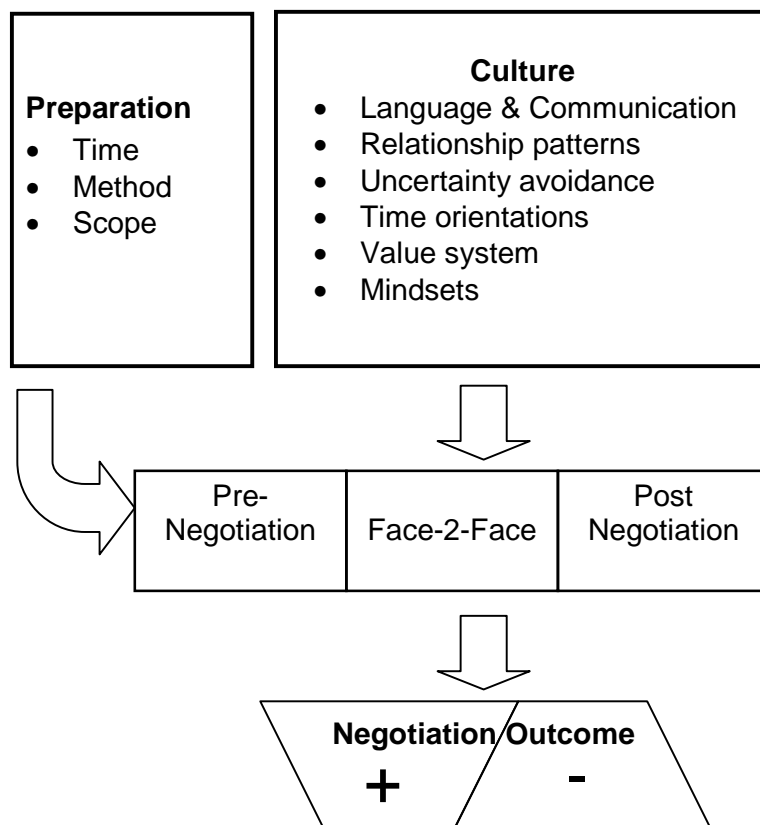 Preparation
• Time
• Method
• Scope
Culture
• Language & Communication
• Relationship patterns
• Uncertainty avoidance
• Time orientations
• Value system
• Mindsets
Pre-
Negotiation
Face-2-Face
Post
Negotiation
Negotiation Outcome
+ -